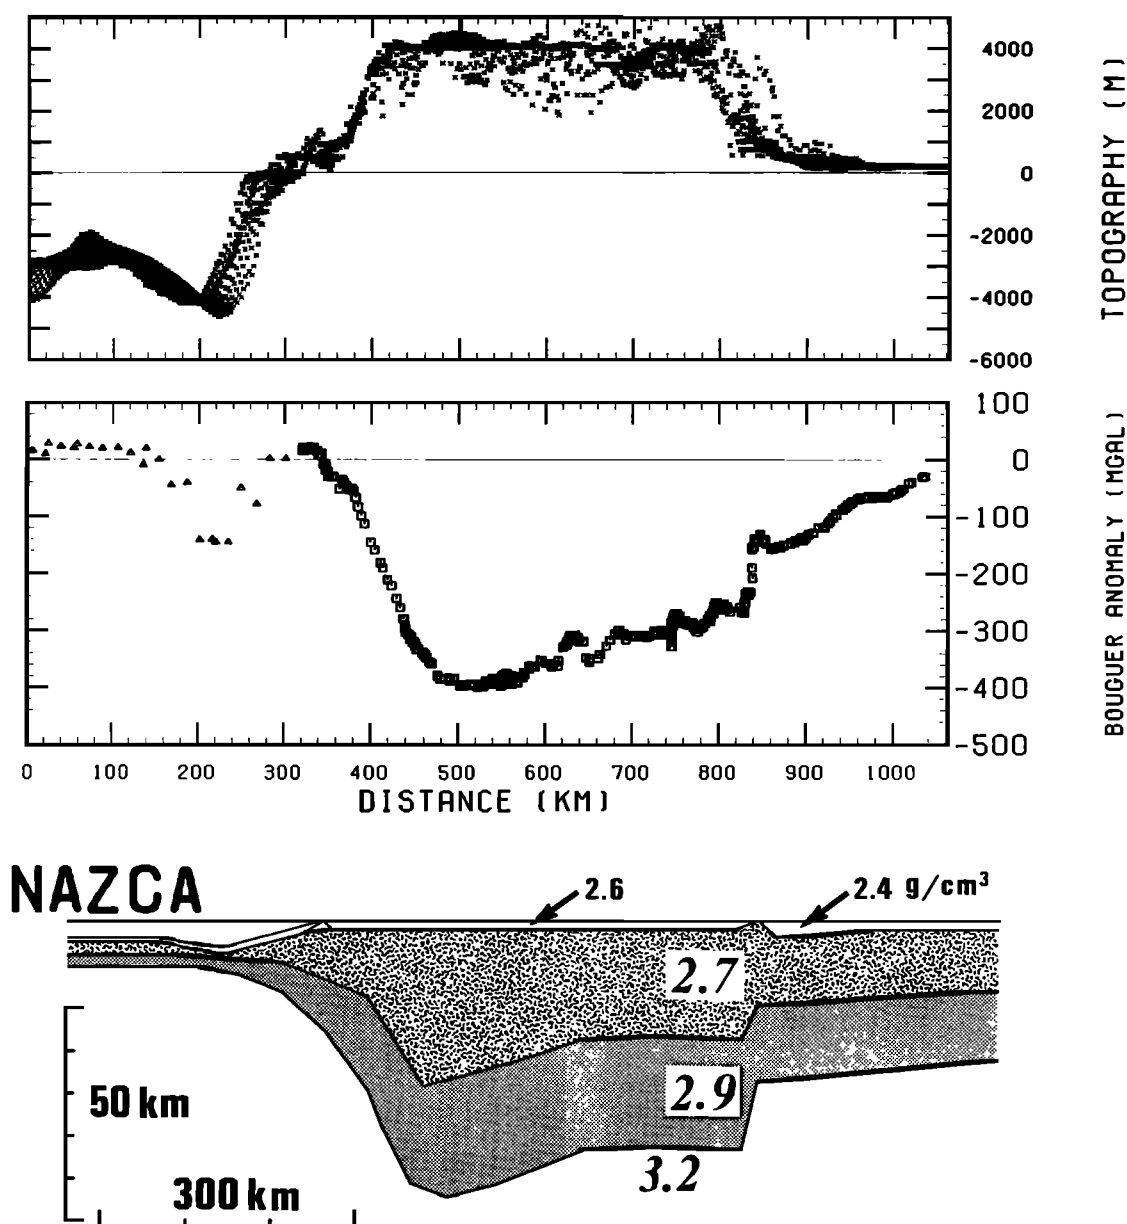 4000
2000
0
-2000
-4000
-6000
TOPOGRAPHY (M)
100
0
-100
-200
-300
-400
-500
BOUGUER ANOMALY (MGAL)
0 100 200 300 400 500 600 700 800 900 1000
DISTANCE (KM)
NAZCA
2.6
2.4 g/cm³
2.7
2.9
3.2
50 km
300 km